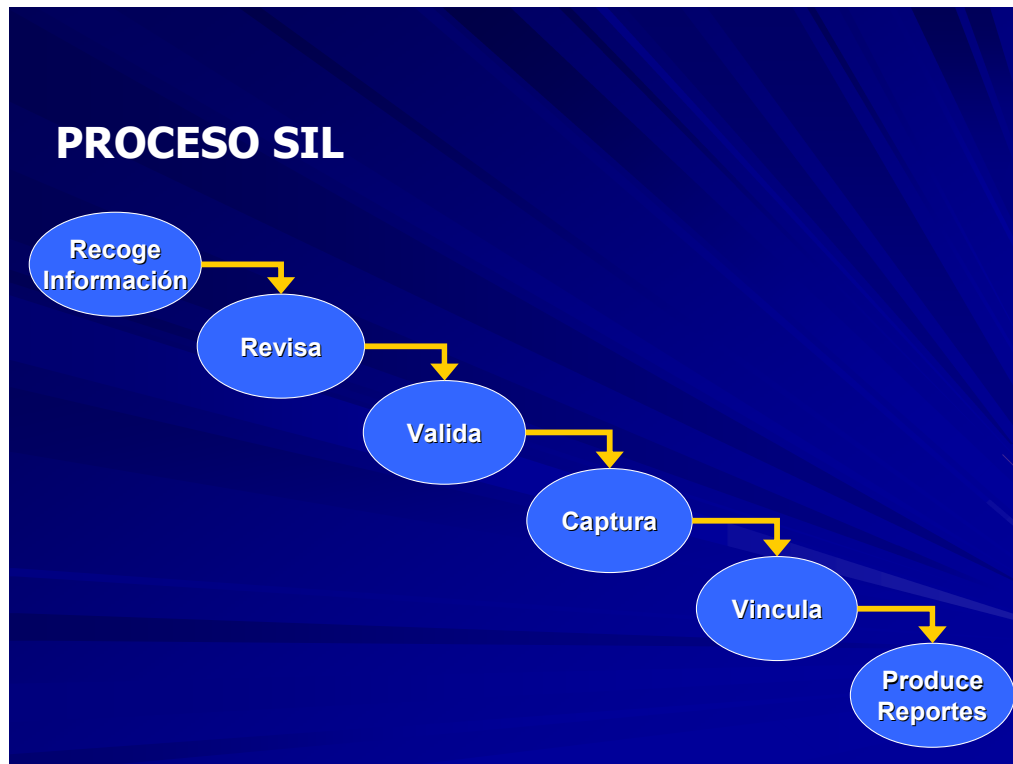 PROCESO SIL
Recoge
Información
Revisa
Valida
Captura
Vincula
Produce
Reportes